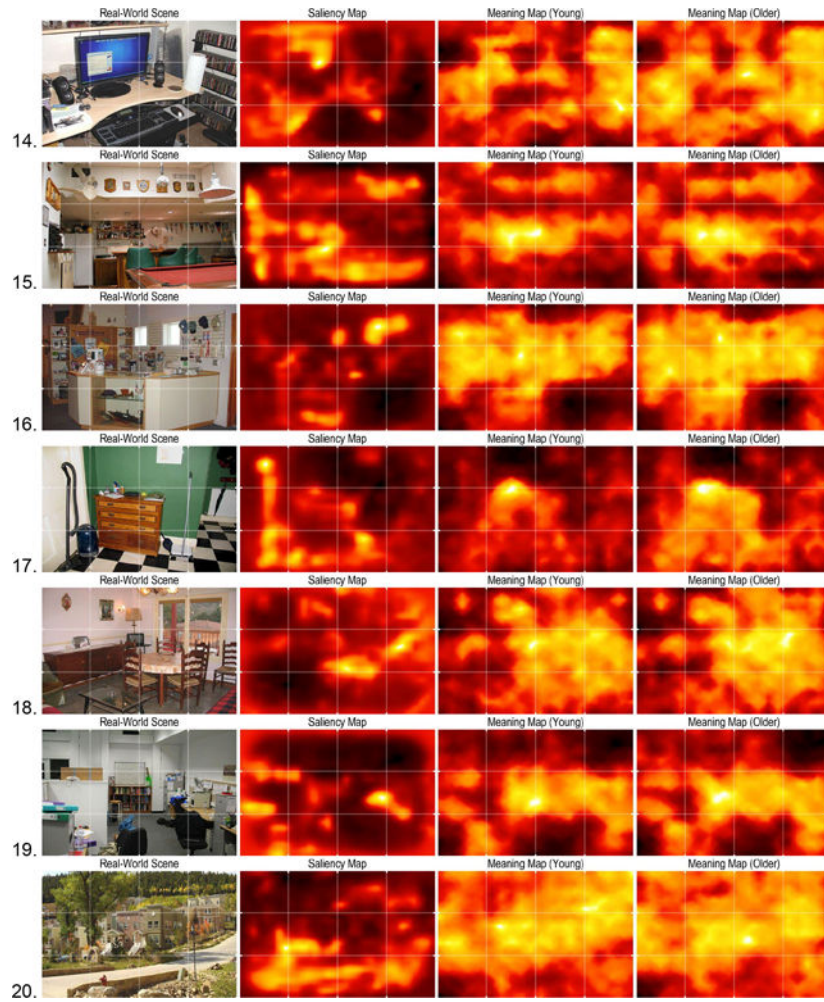 Real-World Scene Saliency Map Meaning Map (Young) Meaning Map (Older)
14.
Real-World Scene Saliency Map Meaning Map (Young) Meaning Map (Older)
15.
Real-World Scene Saliency Map Meaning Map (Young) Meaning Map (Older)
16.
Real-World Scene Saliency Map Meaning Map (Young) Meaning Map (Older)
17.
Real-World Scene Saliency Map Meaning Map (Young) Meaning Map (Older)
18.
Real-World Scene Saliency Map Meaning Map (Young) Meaning Map (Older)
19.
Real-World Scene Saliency Map Meaning Map (Young) Meaning Map (Older)
20.